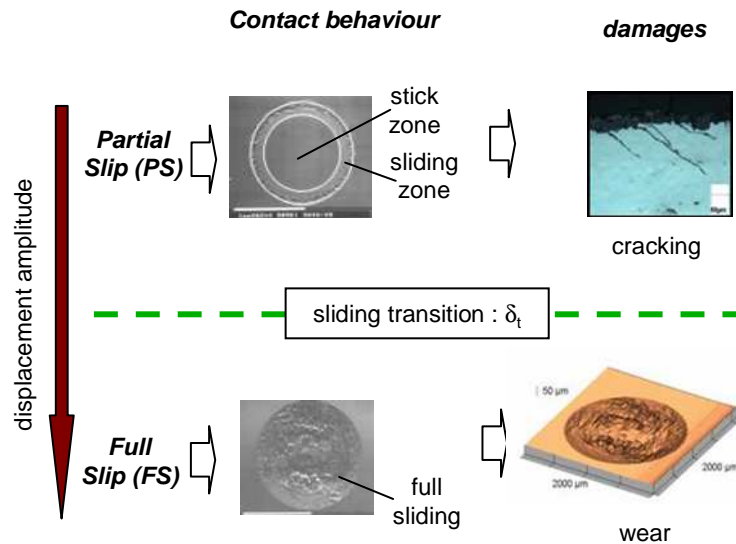 Contact behaviour
damages
stick
zone
Partial
Slip (PS)
sliding
zone
cracking
displacement amplitude
sliding transition : δt
50 µm
Full
Slip (FS)
full
sliding
2000 µm
2000 µm
wear